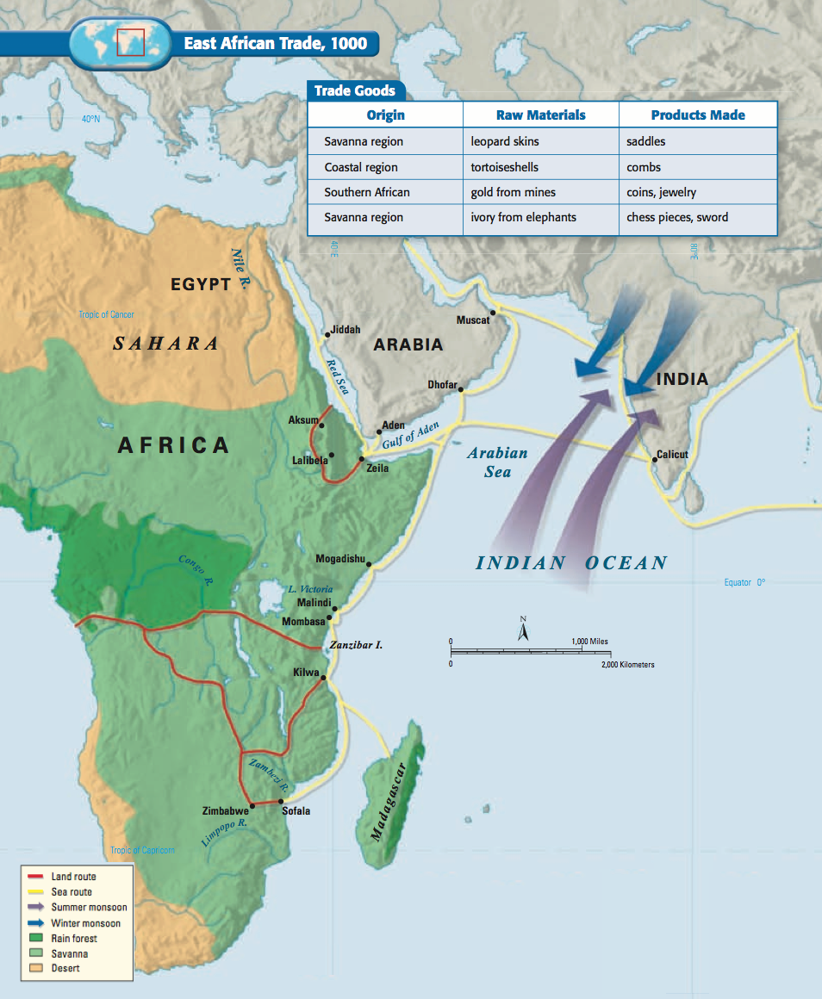 East African Trade, 1000
Trade Goods
Origin Raw Materials Products Made
Savanna region leopard skins saddles
Coastal region tortoiseshells combs
Southern African gold from mines coins, jewelry
Savanna region ivory from elephants chess pieces, sword
40°N
40°E
80°E
Nile R.
EGYPT
Tropic of Cancer
SAHARA
Jiddah
Muscat
ARABIA
Red Sea
Dhofar
INDIA
Aksum
Aden
Gulf of Aden
AFRICA
Lalibela
Zeila
Arabian
Sea
Calicut
Mogadishu
INDIAN OCEAN
Congo R.
L. Victoria
Equator 0°
Malindi
Mombasa
Zanzibar I.
N
0 1,000 Miles
0 2,000 Kilometers
Kilwa
Zambezi R.
Madagascar
Zimbabwe
Sofala
Limpopo R.
Tropic of Capricorn
Land route
Sea route
Summer monsoon
Winter monsoon
Rain forest
Savanna
Desert